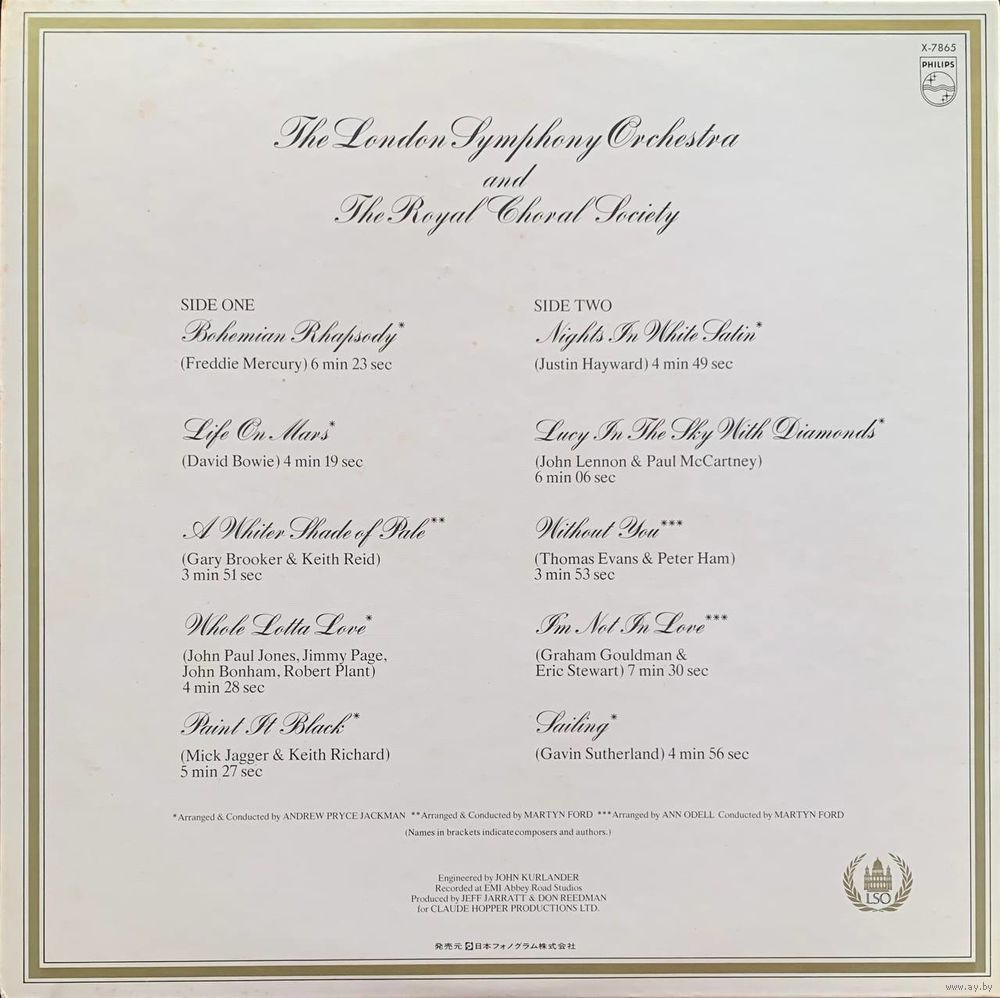 X-7865
PHILIPS
The London Symphony Orchestra
and
The Royal Choral Society
SIDE ONE
Bohemian Rhapsody*
(Freddie Mercury) 6 min 23 sec
Life On Mars*
(David Bowie) 4 min 19 sec
A Whiter Shade of Pale**
(Gary Brooker & Keith Reid)
3 min 51 sec
Whole Lotta Love*
(John Paul Jones, Jimmy Page,
John Bonham, Robert Plant)
4 min 28 sec
Paint It Black*
(Mick Jagger & Keith Richard)
5 min 27 sec
SIDE TWO
Nights In White Satin*
(Justin Hayward) 4 min 49 sec
Lucy In The Sky With Diamonds*
(John Lennon & Paul McCartney)
6 min 06 sec
Without You***
(Thomas Evans & Peter Ham)
3 min 53 sec
I'm Not In Love***
(Graham Gouldman &
Eric Stewart) 7 min 30 sec
Sailing*
(Gavin Sutherland) 4 min 56 sec
*Arranged & Conducted by ANDREW PRYCE JACKMAN **Arranged & Conducted by MARTYN FORD ***Arranged by ANN ODELL Conducted by MARTYN FORD
(Names in brackets indicate composers and authors.)
Engineered by JOHN KURLANDER
Recorded at EMI Abbey Road Studios
Produced by JEFF JARRATT & DON REEDMAN
for CLAUDE HOPPER PRODUCTIONS LTD.
LSO
発売元 日本フォノグラム株式会社
www.ay.by